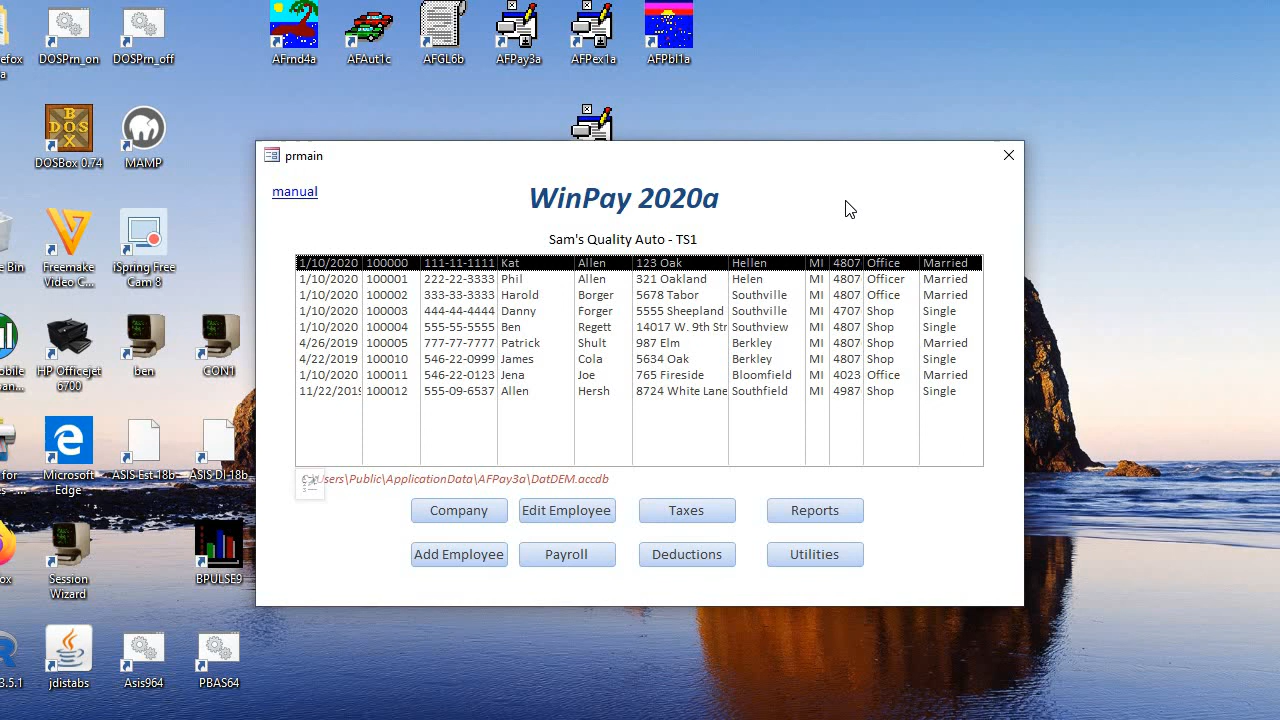 DOSPrn_on
DOSPrn_off
AFrnd4a
AFAut1c
AFGL6b
AFPay3a
AFPex1a
AFPbl1a
DOS BOX
DOSBox 0.74
MAMP
prmain
manual
WinPay 2020a
Sam's Quality Auto - TS1
1/10/2020 100000 111-11-1111 Kat Allen 123 Oak Hellen MI 4807 Office Married
1/10/2020 100001 222-22-3333 Phil Allen 321 Oakland Hellen MI 4807 Officer Married
1/10/2020 100002 333-33-3333 Harold Borger 5678 Tabor Southville MI 4807 Office Married
1/10/2020 100003 444-44-4444 Danny Forger 5555 Sheepland Southville MI 4707 Shop Single
1/10/2020 100004 555-55-5555 Ben Regett 14017 W. 9th Str Southview MI 4807 Shop Single
4/26/2019 100005 777-77-7777 Patrick Shult 987 Elm Berkley MI 4807 Shop Married
4/22/2019 100010 546-22-0999 James Cola 5634 Oak Berkley MI 4807 Shop Single
1/10/2020 100011 546-22-0123 Jena Joe 765 Fireside Bloomfield MI 4023 Office Married
11/22/2019 100012 555-09-6537 Allen Hersh 8724 White Lane Southfield MI 4987 Shop Single
Users\Public\ApplicationData\AFPay3a\DatDEM.accdb
Company Edit Employee Taxes Reports
Add Employee Payroll Deductions Utilities
Freemake
Video C...
iSpring Free
Cam 8
HP Officejet
6700
ben
CON1
Microsoft
Edge
ASIS Est-18b
ASIS DI-18b
Session
Wizard
BPULSE9
3.5.1
jdistabs
Asis964
PBAS64